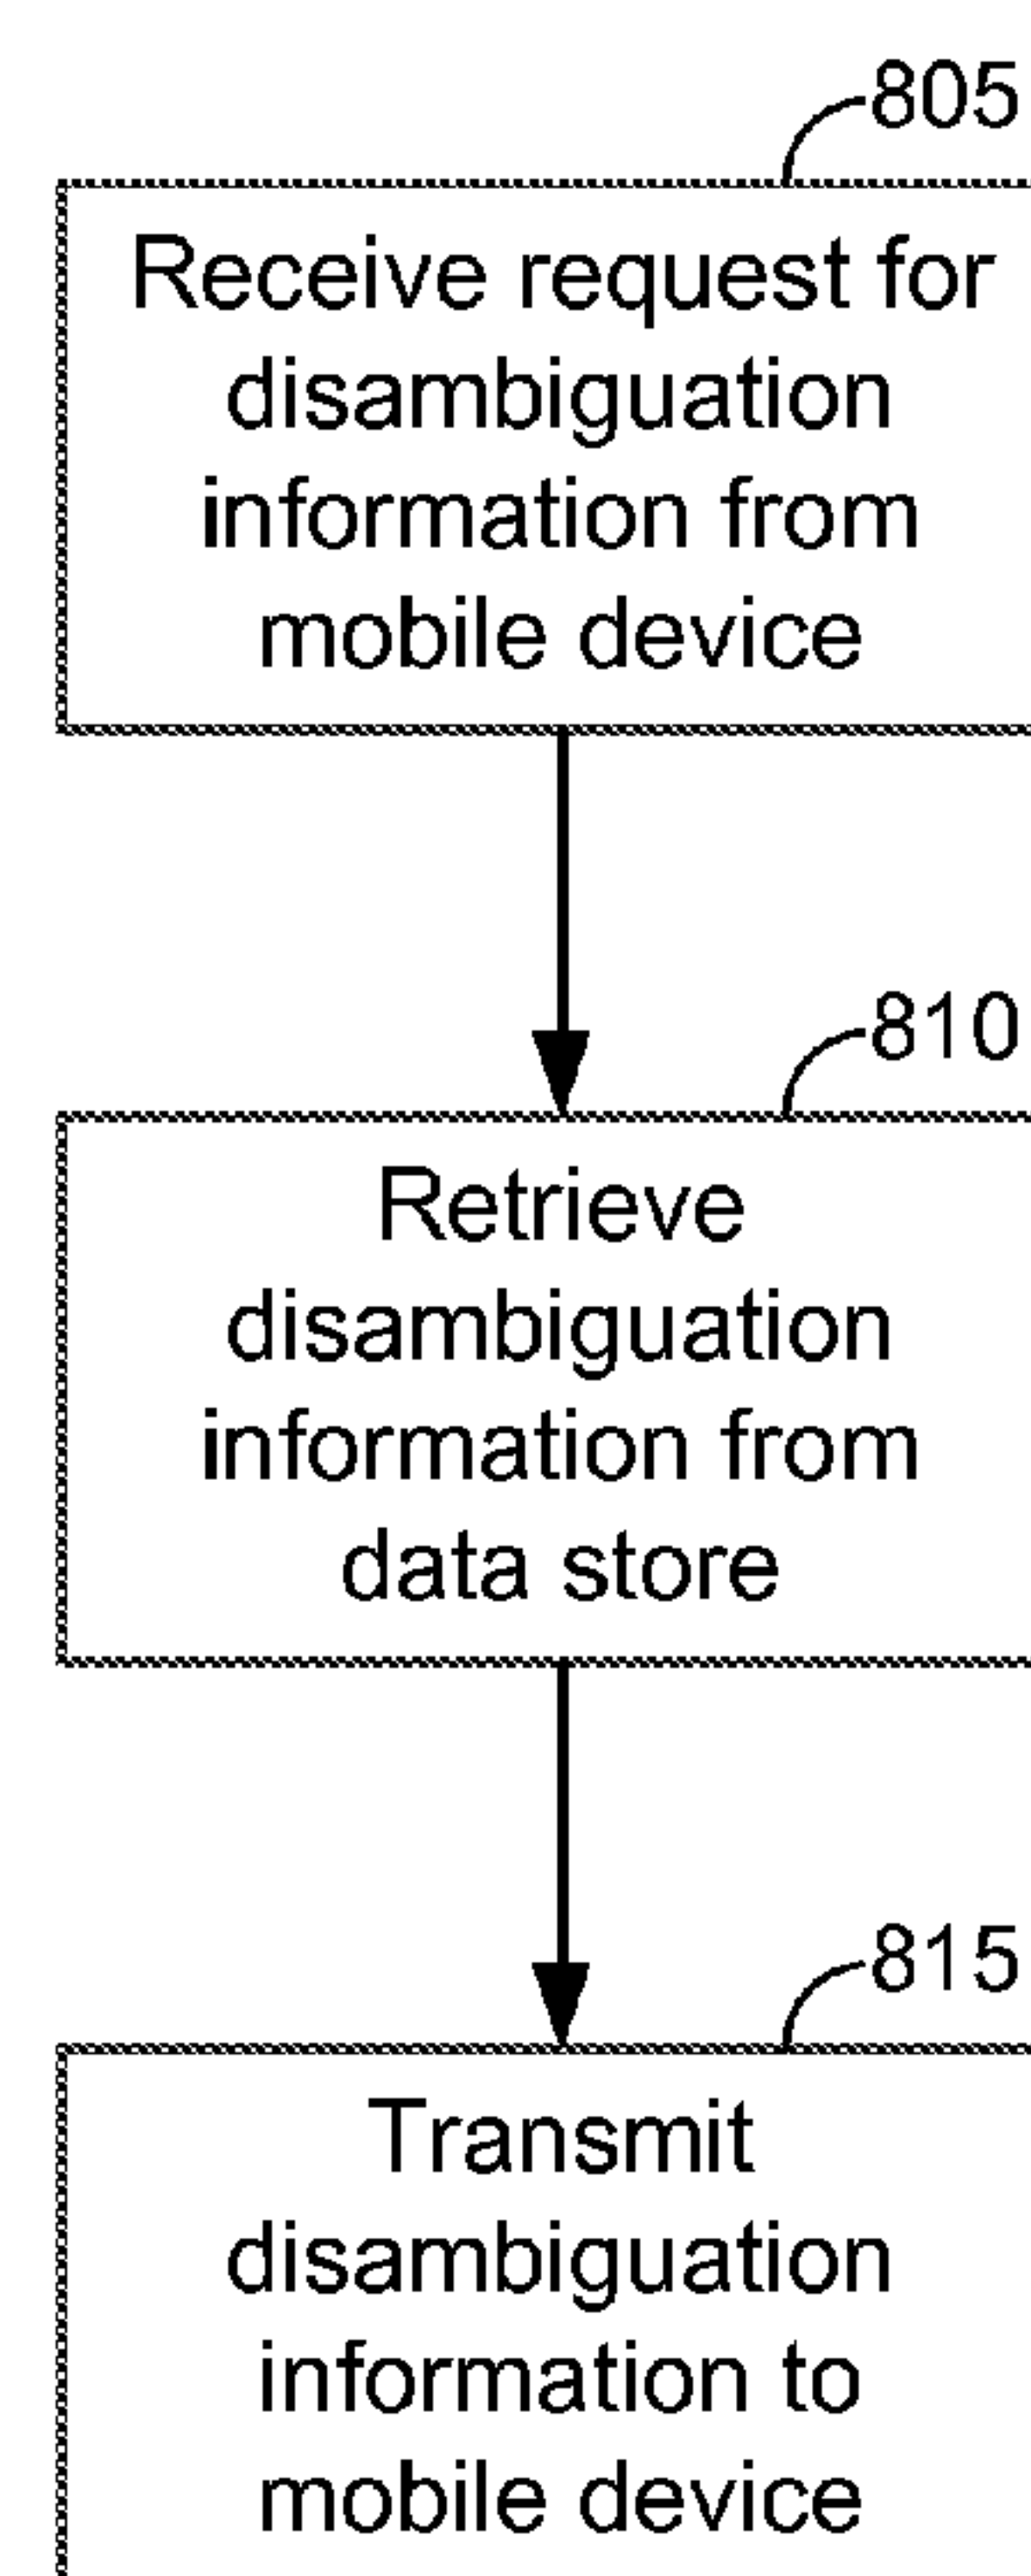 805
Receive request for
disambiguation
information from
mobile device
810
Retrieve
disambiguation
information from
data store
815
Transmit
disambiguation
information to
mobile device